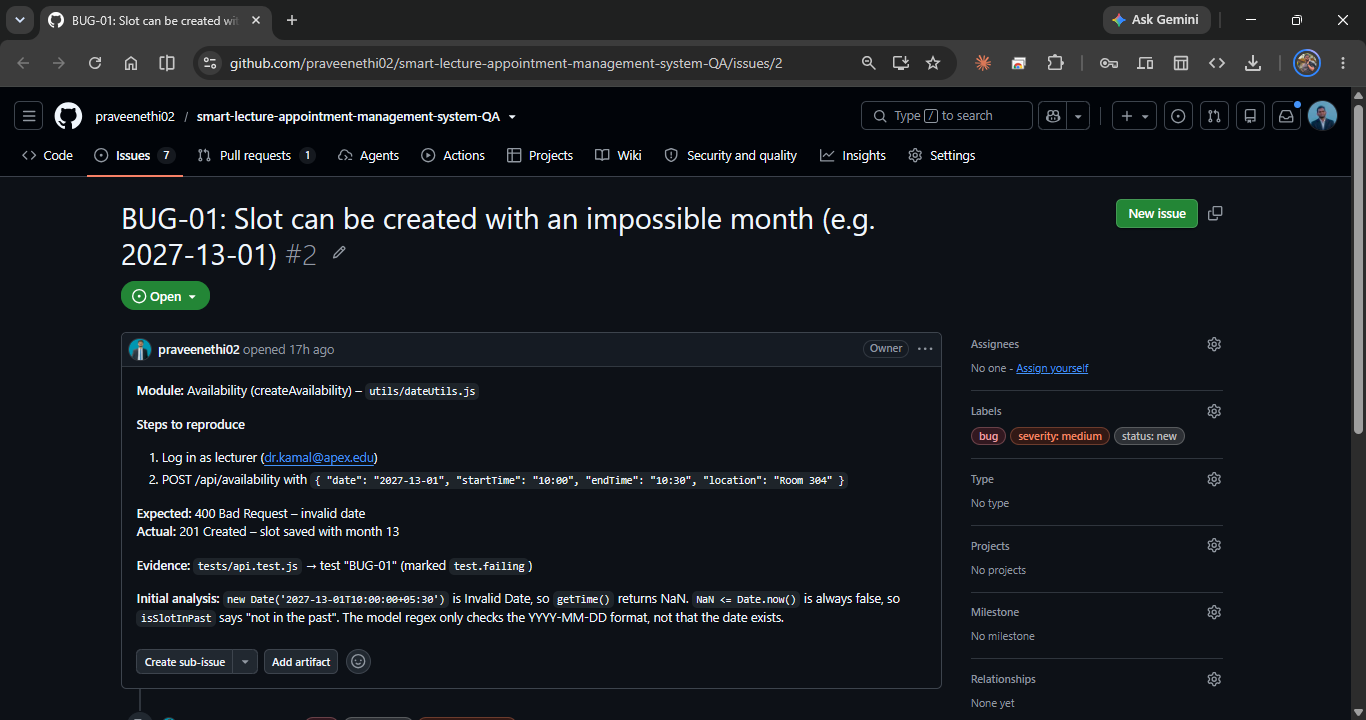 BUG-01: Slot can be created wit
Ask Gemini
github.com/praveenethi02/smart-lecture-appointment-management-system-QA/issues/2
praveenethi02 / smart-lecture-appointment-management-system-QA
Type / to search
Code
Issues 7
Pull requests 1
Agents
Actions
Projects
Wiki
Security and quality
Insights
Settings
BUG-01: Slot can be created with an impossible month (e.g.
2027-13-01) #2
New issue
Open
praveenethi02 opened 17h ago
Owner
Module: Availability (createAvailability) – utils/dateUtils.js
Steps to reproduce
1. Log in as lecturer (dr.kamal@apex.edu)
2. POST /api/availability with { "date": "2027-13-01", "startTime": "10:00", "endTime": "10:30", "location": "Room 304" }
Expected: 400 Bad Request – invalid date
Actual: 201 Created – slot saved with month 13
Evidence: tests/api.test.js → test "BUG-01" (marked test.failing)
Initial analysis: new Date('2027-13-01T10:00:00+05:30') is Invalid Date, so getTime() returns NaN. NaN <= Date.now() is always false, so
isSlotInPast says "not in the past". The model regex only checks the YYYY-MM-DD format, not that the date exists.
Create sub-issue
Add artifact
Assignees
No one - Assign yourself
Labels
bug
severity: medium
status: new
Type
No type
Projects
No projects
Milestone
No milestone
Relationships
None yet